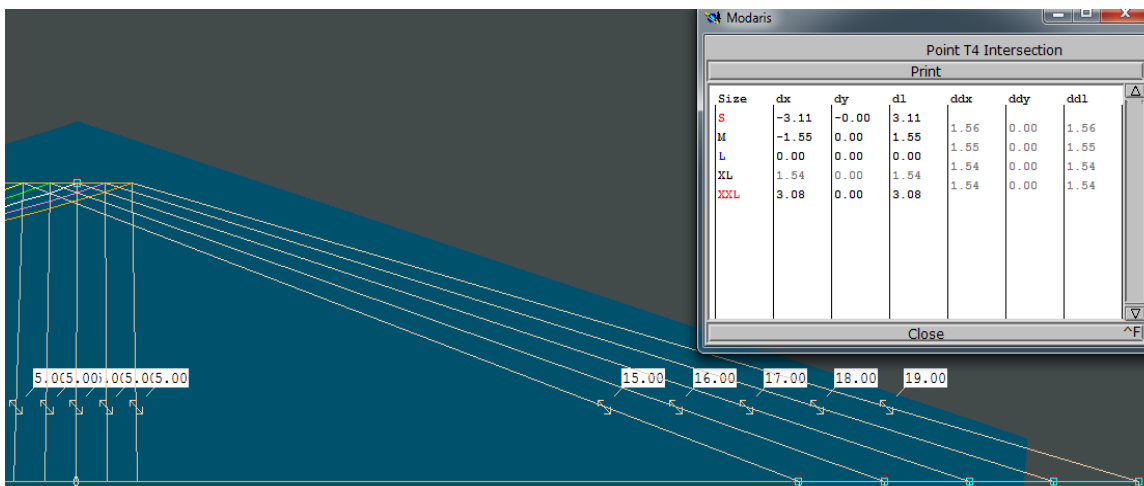 Modaris
Point T4 Intersection
Print
Size dx dy dl ddx ddy ddl
S -3.11 -0.00 3.11
1.56 0.00 1.56
M -1.55 0.00 1.55
1.55 0.00 1.55
L 0.00 0.00 0.00
1.54 0.00 1.54
XL 1.54 0.00 1.54
1.54 0.00 1.54
XXL 3.08 0.00 3.08
Close ^F
5.00 5.00 5.00 15.00 16.00 17.00 18.00 19.00